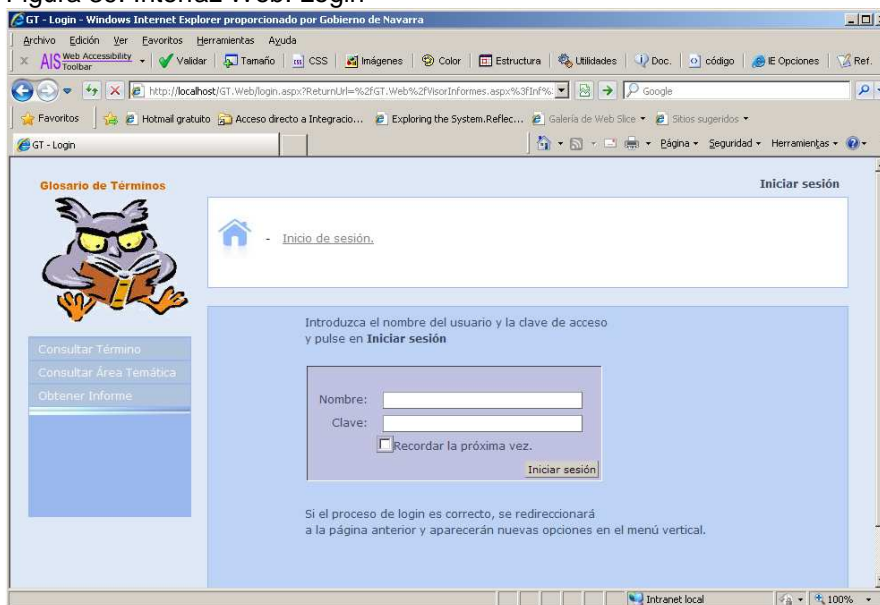 GT - Login - Windows Internet Explorer proporcionado por Gobierno de Navarra
Archivo Edición Ver Favoritos Herramientas Ayuda
x AIS Web Accessibility Toolbar Validar Tamaño CSS Imágenes Color Estructura Utilidades Doc. código IE Opciones Ref.
http://localhost/GT.Web/login.aspx?ReturnUrl=%2fGT.Web%2fVisorInformes.aspx%3fInf% Google
Favoritos Hotmail gratuito Acceso directo a Integracio... Exploring the System.Reflec... Galería de Web Slice Sitios sugeridos
GT - Login Página Seguridad Herramientas
Glosario de Términos
Iniciar sesión
- Inicio de sesión.
Consultar Término
Consultar Área Temática
Obtener Informe
Introduzca el nombre del usuario y la clave de acceso
y pulse en Iniciar sesión
Nombre:
Clave:
Recordar la próxima vez.
Iniciar sesión
Si el proceso de login es correcto, se redireccionará
a la página anterior y aparecerán nuevas opciones en el menú vertical.
Intranet local 100%